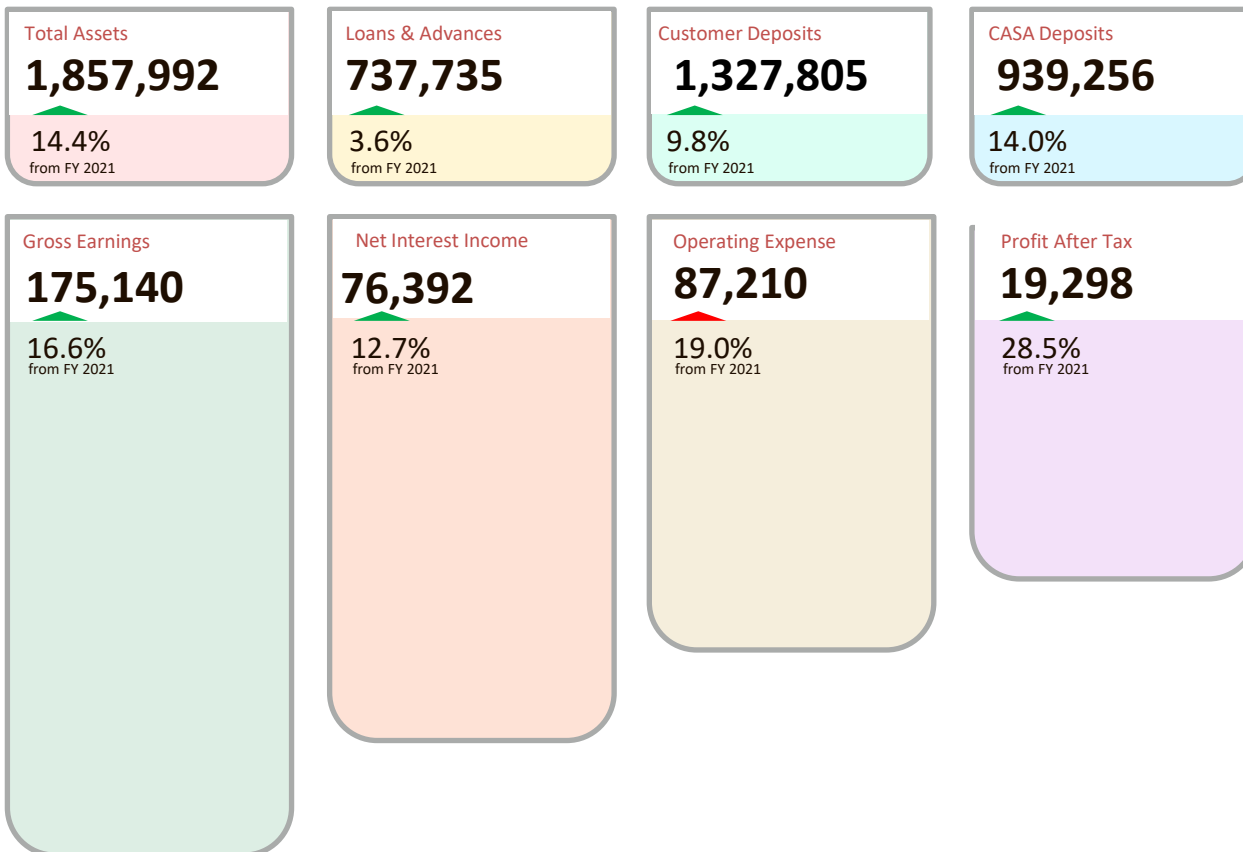 Total Assets
1,857,992
14.4%
from FY 2021
Loans & Advances
737,735
3.6%
from FY 2021
Customer Deposits
1,327,805
9.8%
from FY 2021
CASA Deposits
939,256
14.0%
from FY 2021
Gross Earnings
175,140
16.6%
from FY 2021
Net Interest Income
76,392
12.7%
from FY 2021
Operating Expense
87,210
19.0%
from FY 2021
Profit After Tax
19,298
28.5%
from FY 2021